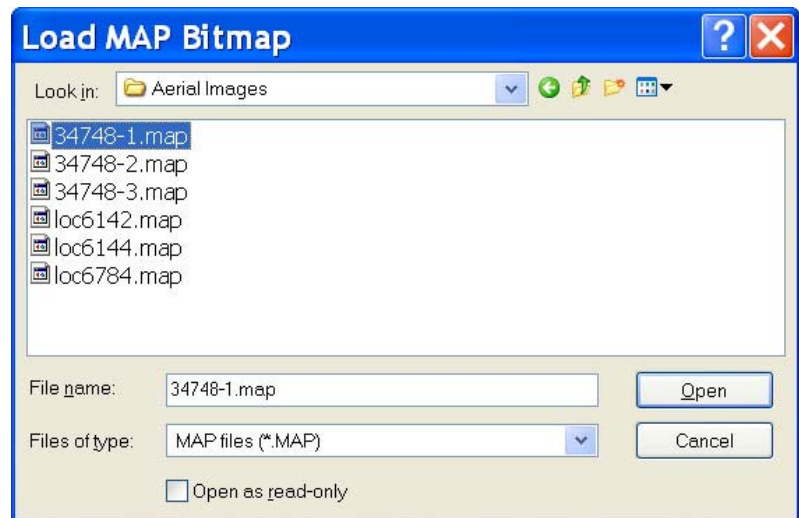 Load MAP Bitmap
?
Look in: Aerial Images
34748-1.map
34748-2.map
34748-3.map
loc6142.map
loc6144.map
loc6784.map
File name: 34748-1.map Open
Files of type: MAP files (*.MAP) Cancel
Open as read-only